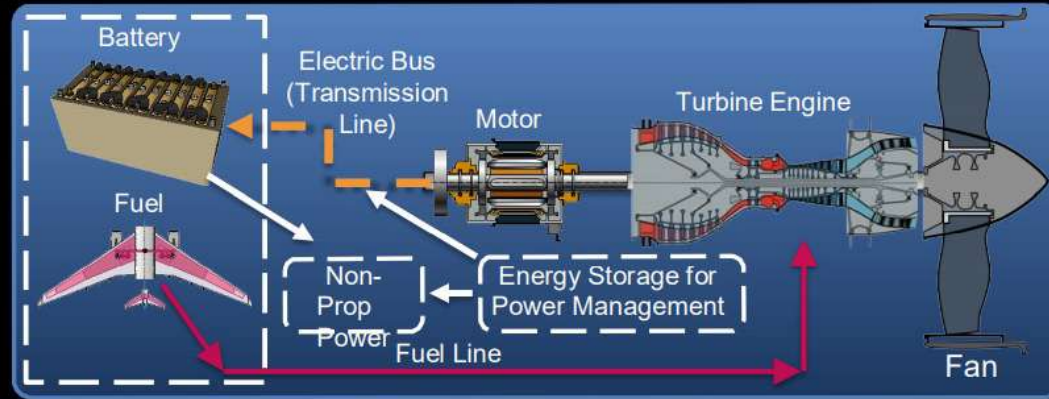 Battery
Electric Bus
(Transmission
Line)
Motor
Turbine Engine
Fuel
Non-
Prop
Power
Energy Storage for
Power Management
Fuel Line
Fan